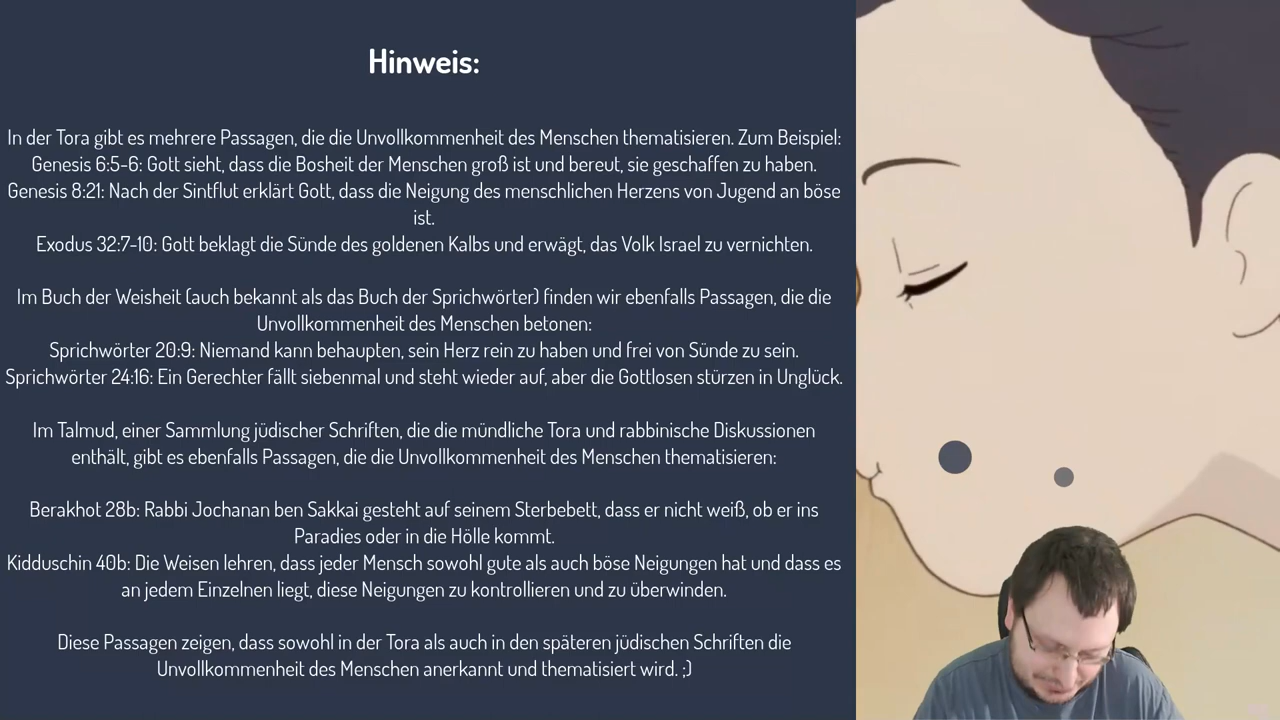 Hinweis:
In der Tora gibt es mehrere Passagen, die die Unvollkommenheit des Menschen thematisieren. Zum Beispiel:
Genesis 6:5-6: Gott sieht, dass die Bosheit der Menschen groß ist und bereut, sie geschaffen zu haben.
Genesis 8:21: Nach der Sintflut erklärt Gott, dass die Neigung des menschlichen Herzens von Jugend an böse
ist.
Exodus 32:7-10: Gott beklagt die Sünde des goldenen Kalbs und erwägt, das Volk Israel zu vernichten.
Im Buch der Weisheit (auch bekannt als das Buch der Sprichwörter) finden wir ebenfalls Passagen, die die
Unvollkommenheit des Menschen betonen:
Sprichwörter 20:9: Niemand kann behaupten, sein Herz rein zu haben und frei von Sünde zu sein.
Sprichwörter 24:16: Ein Gerechter fällt siebenmal und steht wieder auf, aber die Gottlosen stürzen in Unglück.
Im Talmud, einer Sammlung jüdischer Schriften, die die mündliche Tora und rabbinische Diskussionen
enthält, gibt es ebenfalls Passagen, die die Unvollkommenheit des Menschen thematisieren:
Berakhot 28b: Rabbi Jochanan ben Sakkai gesteht auf seinem Sterbebett, dass er nicht weiß, ob er ins
Paradies oder in die Hölle kommt.
Kidduschin 40b: Die Weisen lehren, dass jeder Mensch sowohl gute als auch böse Neigungen hat und dass es
an jedem Einzelnen liegt, diese Neigungen zu kontrollieren und zu überwinden.
Diese Passagen zeigen, dass sowohl in der Tora als auch in den späteren jüdischen Schriften die
Unvollkommenheit des Menschen anerkannt und thematisiert wird. ;)